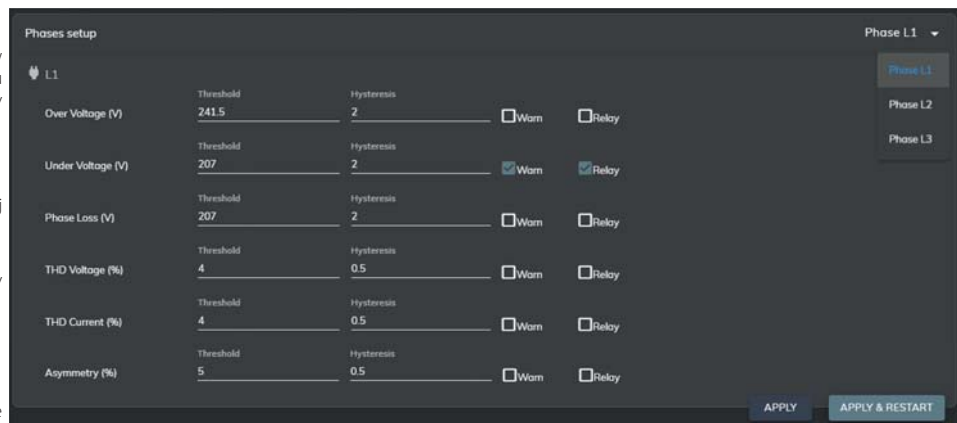 Phases setup
Phase L1
L1
Phase L1
Phase L2
Phase L3
Threshold Hysteresis
Over Voltage (V) 241.5 2 Warn Relay
Threshold Hysteresis
Under Voltage (V) 207 2 Warn Relay
Threshold Hysteresis
Phase Loss (V) 207 2 Warn Relay
Threshold Hysteresis
THD Voltage (%) 4 0.5 Warn Relay
Threshold Hysteresis
THD Current (%) 4 0.5 Warn Relay
Threshold Hysteresis
Asymmetry (%) 5 0.5 Warn Relay
APPLY APPLY & RESTART